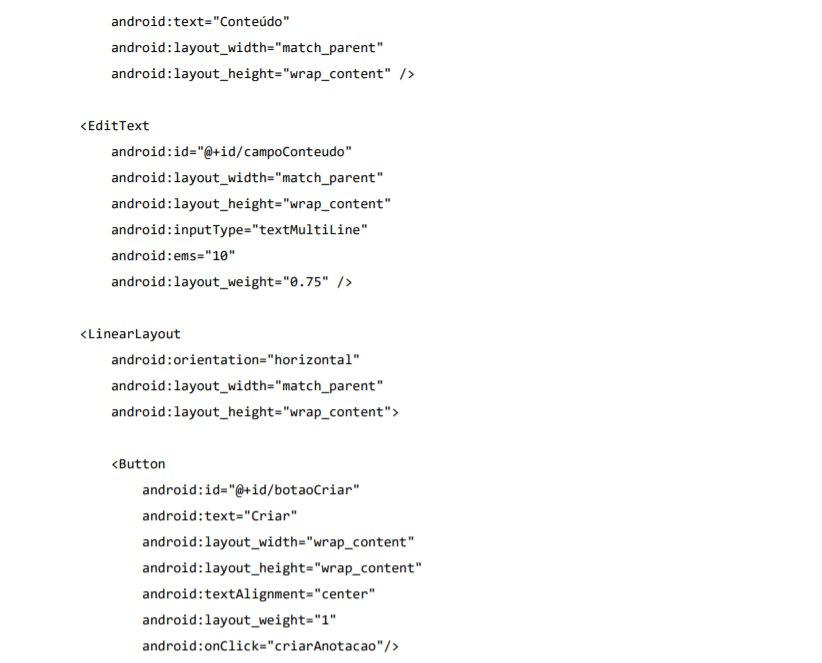 android:text="Conteúdo"
android:layout_width="match_parent"
android:layout_height="wrap_content" />
<EditText
android:id="@+id/campoConteudo"
android:layout_width="match_parent"
android:layout_height="wrap_content"
android:inputType="textMultiLine"
android:ems="10"
android:layout_weight="0.75" />
<LinearLayout
android:orientation="horizontal"
android:layout_width="match_parent"
android:layout_height="wrap_content">
<Button
android:id="@+id/botaoCriar"
android:text="Criar"
android:layout_width="wrap_content"
android:layout_height="wrap_content"
android:textAlignment="center"
android:layout_weight="1"
android:onClick="criarAnotacao"/>